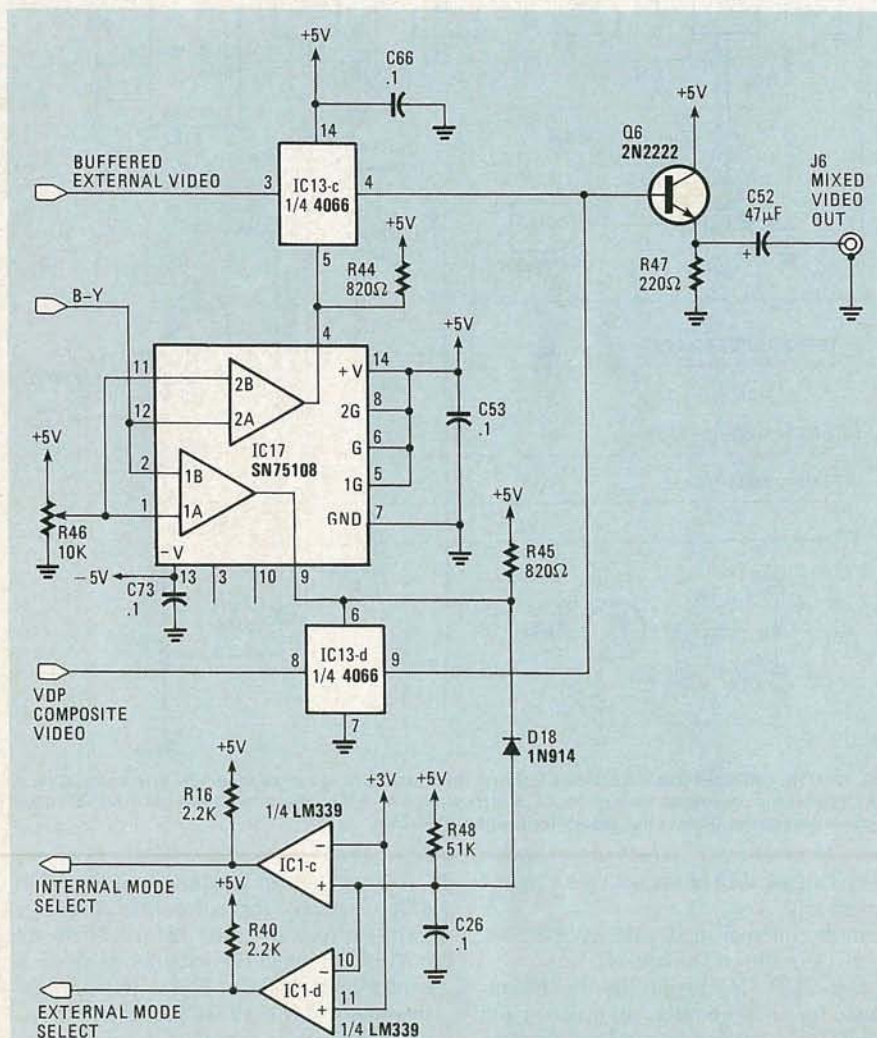 +5V
C66
.1
14
BUFFERED
EXTERNAL VIDEO
3
IC13-c
1/4 4066
4
5
+5V
R44
820Ω
+5V
Q6
2N2222
C52
47μF
+
J6
MIXED
VIDEO
OUT
R47
220Ω
B-Y
4
11
12
2B
2A
IC17
SN75108
2
1
1B
1A
+V
14
2G
8
G
6
1G
5
GND
7
+5V
C53
.1
+5V
R46
10K
-V
-5V
13
3
10
9
C73
.1
+5V
R45
820Ω
6
VDP
COMPOSITE
VIDEO
8
IC13-d
1/4 4066
9
7
D18
1N914
+5V
R16
2.2K
1/4 LM339
+3V
+5V
R48
51K
IC1-c
-
+
INTERNAL MODE
SELECT
+5V
R40
2.2K
C26
.1
10
11
IC1-d
-
+
EXTERNAL MODE
SELECT
1/4 LM339